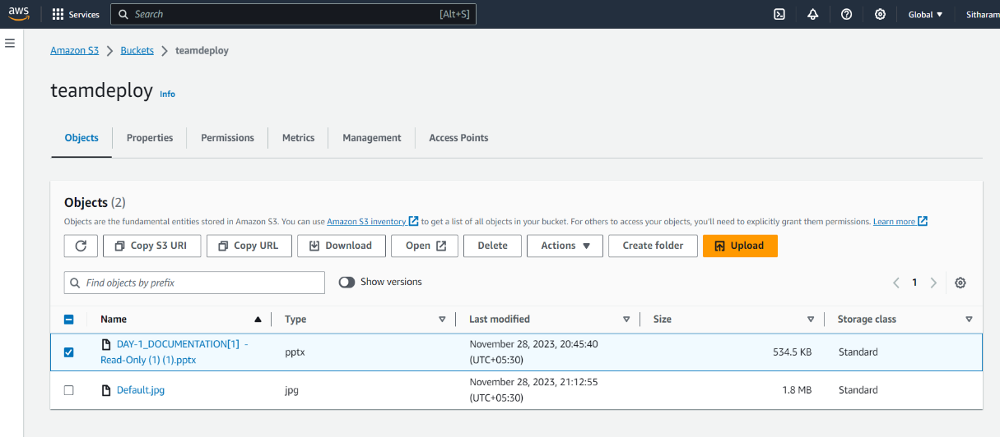 aws Services Search [Alt+S] Global ▼ Sitharam
Amazon S3 > Buckets > teamdeploy
teamdeploy Info
Objects Properties Permissions Metrics Management Access Points
Objects (2)
Objects are the fundamental entities stored in Amazon S3. You can use Amazon S3 inventory to get a list of all objects in your bucket. For others to access your objects, you'll need to explicitly grant them permissions. Learn more
Copy S3 URI Copy URL Download Open Delete Actions ▼ Create folder Upload
Find objects by prefix Show versions < 1 >
Name ▲ Type Last modified Size Storage class
DAY-1_DOCUMENTATION[1] -
Read-Only (1) (1).pptx pptx November 28, 2023, 20:45:40
(UTC+05:30) 534.5 KB Standard
Default.jpg jpg November 28, 2023, 21:12:55
(UTC+05:30) 1.8 MB Standard